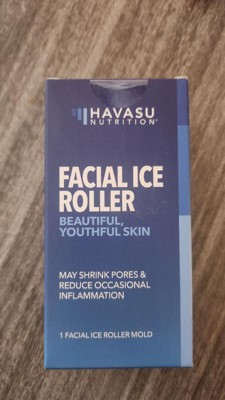 HAVASU
NUTRITION®
FACIAL ICE
ROLLER
BEAUTIFUL,
YOUTHFUL SKIN
MAY SHRINK PORES &
REDUCE OCCASIONAL
INFLAMMATION
1 FACIAL ICE ROLLER MOLD